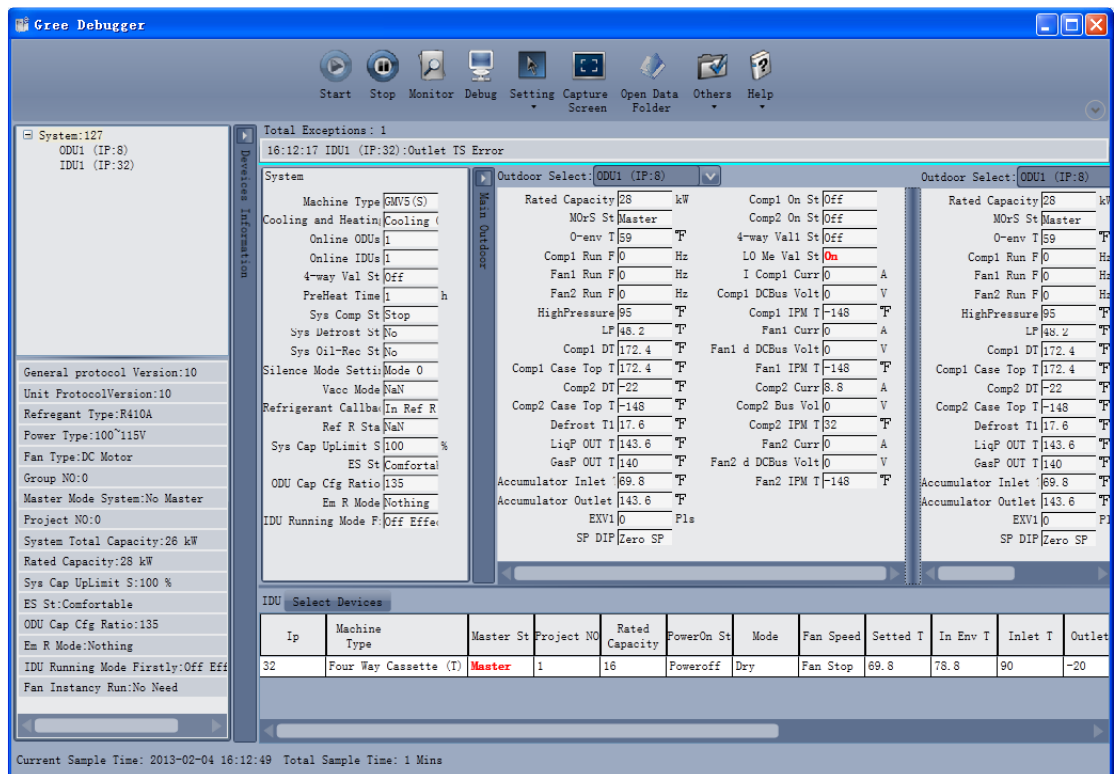 Gree Debugger
Start Stop Monitor Debug Setting Capture Screen Open Data Folder Others Help
System:127
ODU1 (IP:8)
IDU1 (IP:32)
Deveices Information
General protocol Version:10
Unit ProtocolVersion:10
Refregant Type:R410A
Power Type:100~115V
Fan Type:DC Motor
Group NO:0
Master Mode System:No Master
Project NO:0
System Total Capacity:26 kW
Rated Capacity:28 kW
Sys Cap UpLimit S:100 %
ES St:Comfortable
ODU Cap Cfg Ratio:135
Em R Mode:Nothing
IDU Running Mode Firstly:Off Eff
Fan Instancy Run:No Need
Total Exceptions: 1
16:12:17 IDU1 (IP:32):Outlet TS Error
System
Machine Type GMV5(S)
Cooling and Heatin Cooling
Online ODUs 1
Online IDUs 1
4-way Val St Off
PreHeat Time 1 h
Sys Comp St Stop
Sys Defrost St No
Sys Oil-Rec St No
Silence Mode Settin Mode 0
Vacc Mode NaN
Refrigerant Callba In Ref R
Ref R Sta NaN
Sys Cap UpLimit S 100 %
ES St Comfortal
ODU Cap Cfg Ratio 135
Em R Mode Nothing
IDU Running Mode F: Off Effe
Main Outdoor
Outdoor Select: ODU1 (IP:8)
Rated Capacity 28 kW
MOrS St Master
O-env T 59 ℉
Comp1 Run F 0 Hz
Fan1 Run F 0 Hz
Fan2 Run F 0 Hz
HighPressure 95 ℉
LP 48.2 ℉
Comp1 DT 172.4 ℉
Comp1 Case Top T 172.4 ℉
Comp2 DT -22 ℉
Comp2 Case Top T -148 ℉
Defrost T1 17.6 ℉
LiqP OUT T 143.6 ℉
GasP OUT T 140 ℉
Accumulator Inlet 69.8 ℉
Accumulator Outlet 143.6 ℉
EXV1 0 Pls
SP DIP Zero SP
Comp1 On St Off
Comp2 On St Off
4-way Val1 St Off
LO Me Val St On
I Comp1 Curr 0 A
Comp1 DCBus Volt 0 V
Comp1 IPM T -148 ℉
Fan1 Curr 0 A
Fan1 d DCBus Volt 0 V
Fan1 IPM T -148 ℉
Comp2 Curr 8.8 A
Comp2 Bus Vol 0 V
Comp2 IPM T 32 ℉
Fan2 Curr 0 A
Fan2 d DCBus Volt 0 V
Fan2 IPM T -148 ℉
Outdoor Select: ODU1 (IP:8)
Rated Capacity 28 kW
MOrS St Master
O-env T 59 ℉
Comp1 Run F 0 Hz
Fan1 Run F 0 Hz
Fan2 Run F 0 Hz
HighPressure 95 ℉
LP 48.2 ℉
Comp1 DT 172.4 ℉
Comp1 Case Top T 172.4 ℉
Comp2 DT -22 ℉
Comp2 Case Top T -148 ℉
Defrost T1 17.6 ℉
LiqP OUT T 143.6 ℉
GasP OUT T 140 ℉
Accumulator Inlet 69.8 ℉
Accumulator Outlet 143.6 ℉
EXV1 0 Pl
SP DIP Zero SP
IDU Select Devices
Ip Machine Type Master St Project NO Rated Capacity PowerOn St Mode Fan Speed Setted T In Env T Inlet T Outlet
32 Four Way Cassette (T) Master 1 16 Poweroff Dry Fan Stop 69.8 78.8 90 -20
Current Sample Time: 2013-02-04 16:12:49 Total Sample Time: 1 Mins